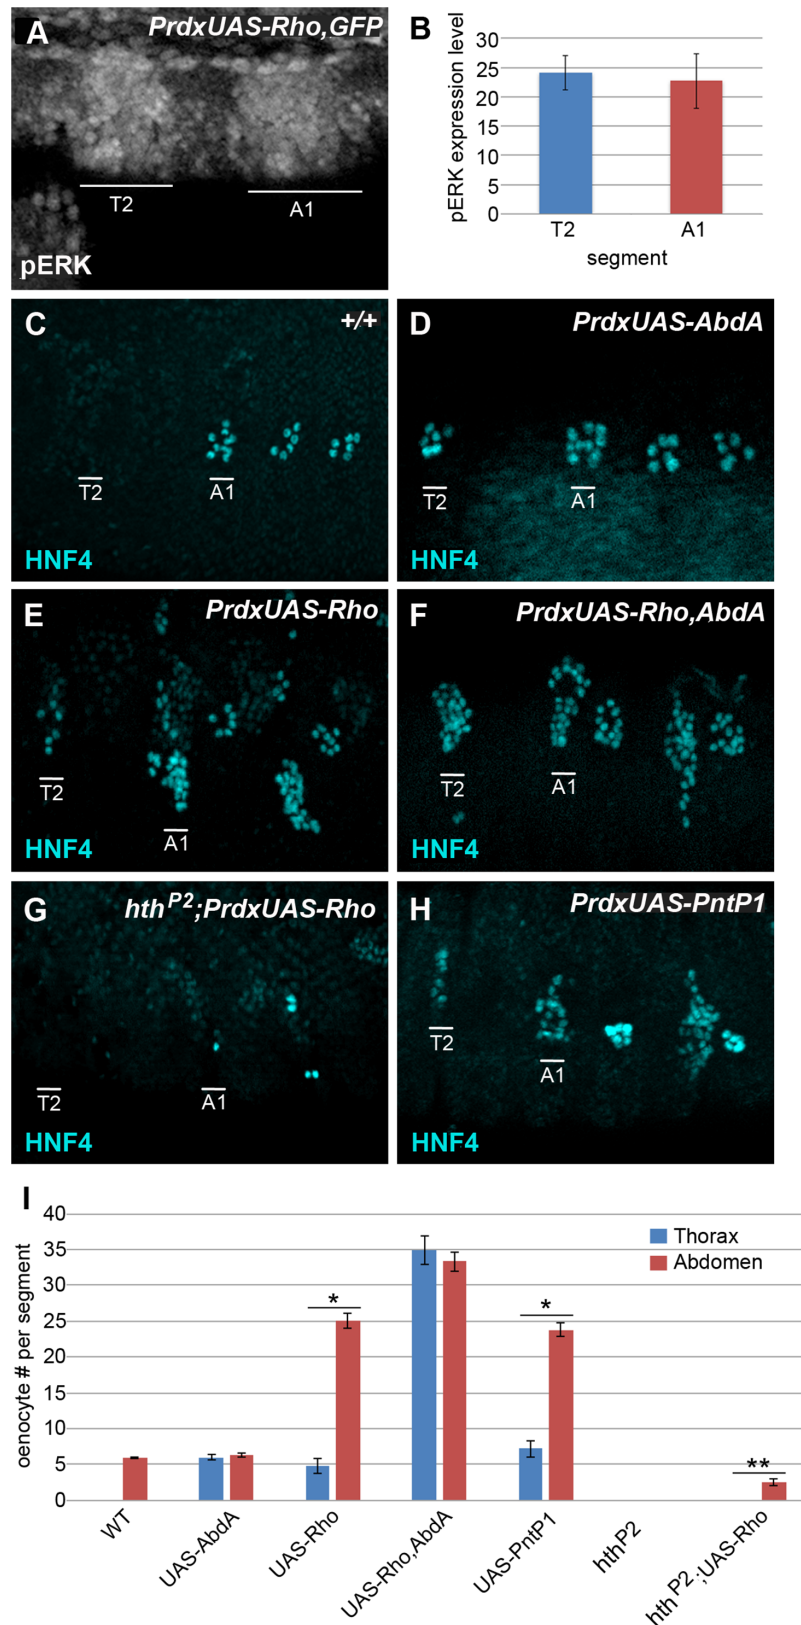 A
PrdxUAS-Rho,GFP
T2
A1
pERK
B
pERK expression level
30
25
20
15
10
5
0
T2
A1
segment
C
+/+
T2
A1
HNF4
D
PrdxUAS-AbdA
T2
A1
HNF4
E
PrdxUAS-Rho
T2
A1
HNF4
F
PrdxUAS-Rho,AbdA
T2
A1
HNF4
G
hth^P2;PrdxUAS-Rho
T2
A1
HNF4
H
PrdxUAS-PntP1
T2
A1
HNF4
I
oenocyte # per segment
40
35
30
25
20
15
10
5
0
Thorax
Abdomen
*
*
**
WT
UAS-AbdA
UAS-Rho
UAS-Rho,AbdA
UAS-PntP1
hth^P2
hth^P2;UAS-Rho